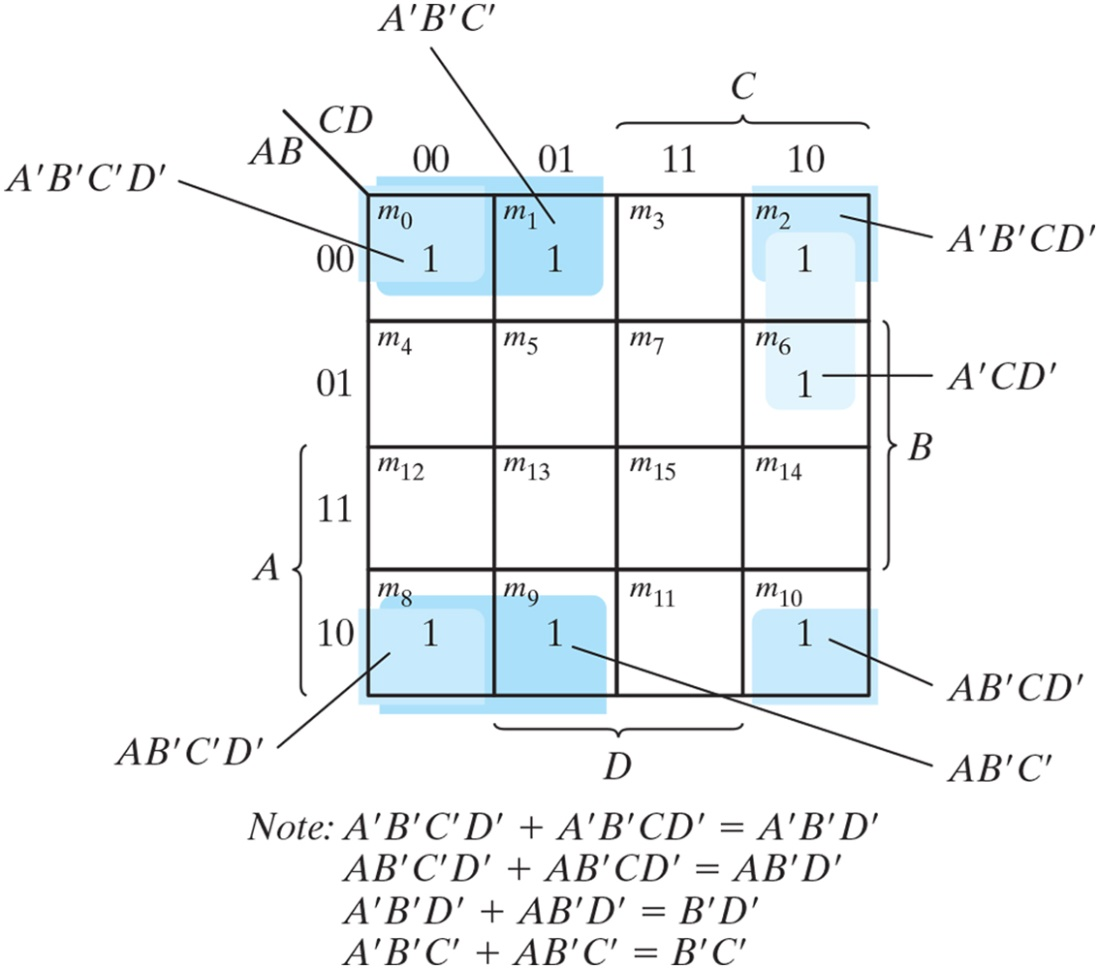 A′B′C′
C
CD
AB
00 01 11 10
A′B′C′D′
m0 m1 m3 m2
A′B′CD′
00 1 1 1
m4 m5 m7 m6
01 1
A′CD′
B
m12 m13 m15 m14
11
A
m8 m9 m11 m10
10 1 1 1
AB′CD′
AB′C′D′
D
AB′C′
Note: A′B′C′D′ + A′B′CD′ = A′B′D′
AB′C′D′ + AB′CD′ = AB′D′
A′B′D′ + AB′D′ = B′D′
A′B′C′ + AB′C′ = B′C′